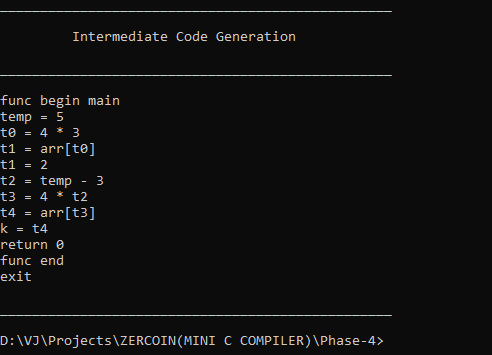 Intermediate Code Generation
func begin main
temp = 5
t0 = 4 * 3
t1 = arr[t0]
t1 = 2
t2 = temp - 3
t3 = 4 * t2
t4 = arr[t3]
k = t4
return 0
func end
exit
D:\VJ\Projects\ZERCOIN(MINI C COMPILER)\Phase-4>